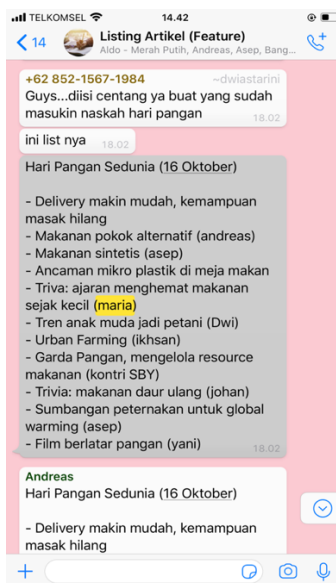 TELKOMSEL
14.42
14
Listing Artikel (Feature)
Aldo - Merah Putih, Andreas, Asep, Bang...
+62 852-1567-1984
~dwiastarini
Guys...diisi centang ya buat yang sudah
masukin naskah hari pangan
18.02
ini list nya
18.02
Hari Pangan Sedunia (16 Oktober)
- Delivery makin mudah, kemampuan
masak hilang
- Makanan pokok alternatif (andreas)
- Makanan sintetis (asep)
- Ancaman mikro plastik di meja makan
- Triva: ajaran menghemat makanan
sejak kecil (maria)
- Tren anak muda jadi petani (Dwi)
- Urban Farming (ikhsan)
- Garda Pangan, mengelola resource
makanan (kontri SBY)
- Trivia: makanan daur ulang (johan)
- Sumbangan peternakan untuk global
warming (asep)
- Film berlatar pangan (yani)
18.02
Andreas
Hari Pangan Sedunia (16 Oktober)
- Delivery makin mudah, kemampuan
masak hilang